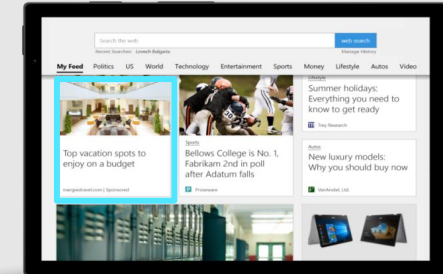 Search the web
web search
Recent Searches: Lovech Bulgaria
Manage History
My Feed Politics US World Technology Entertainment Sports Money Lifestyle Autos Video
Top vacation spots to
enjoy on a budget
margiestravel.com | Sponsored
Sports
Bellows College is No. 1,
Fabrikam 2nd in poll
after Adatum falls
Proseware
Lifestyle
Summer holidays:
Everything you need to
know to get ready
Trey Research
Autos
New luxury models:
Why you should buy now
VanArsdel, Ltd.